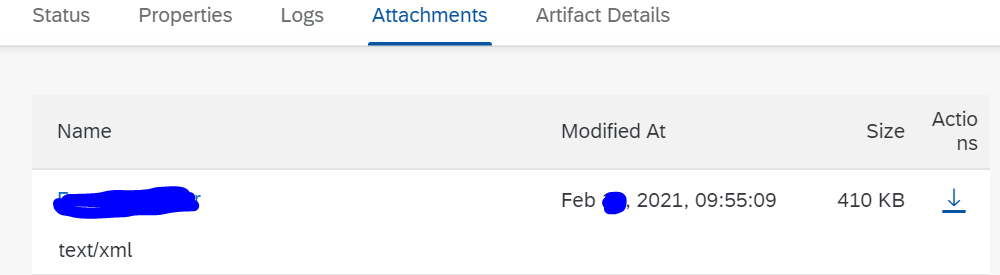 Status Properties Logs Attachments Artifact Details
Name Modified At Size Actio
ns
Feb , 2021, 09:55:09 410 KB
text/xml